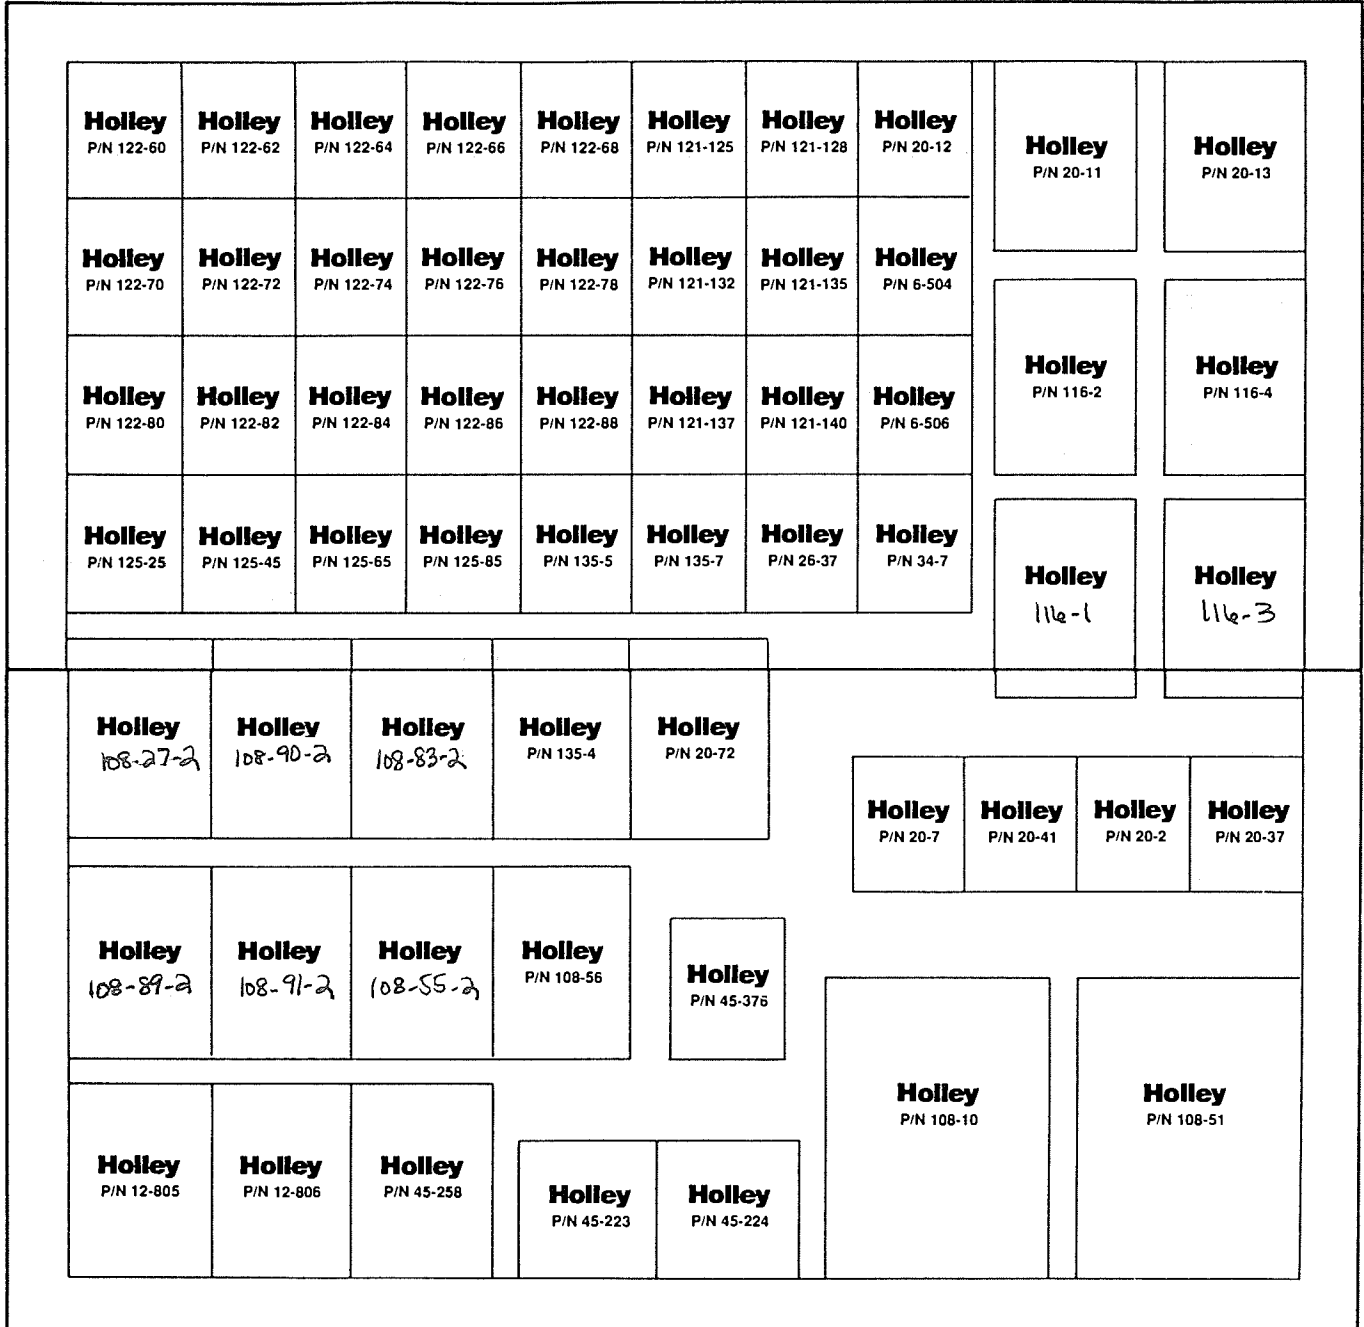 Holley Holley Holley Holley Holley Holley Holley Holley
P/N 122-60 P/N 122-62 P/N 122-64 P/N 122-66 P/N 122-68 P/N 121-125 P/N 121-128 P/N 20-12
Holley Holley
P/N 20-11 P/N 20-13
Holley Holley Holley Holley Holley Holley Holley Holley
P/N 122-70 P/N 122-72 P/N 122-74 P/N 122-76 P/N 122-78 P/N 121-132 P/N 121-135 P/N 6-504
Holley Holley
P/N 116-2 P/N 116-4
Holley Holley Holley Holley Holley Holley Holley Holley
P/N 122-80 P/N 122-82 P/N 122-84 P/N 122-86 P/N 122-88 P/N 121-137 P/N 121-140 P/N 6-506
Holley Holley Holley Holley Holley Holley Holley Holley
P/N 125-25 P/N 125-45 P/N 125-65 P/N 125-85 P/N 135-5 P/N 135-7 P/N 26-37 P/N 34-7
Holley Holley
116-1 116-3
Holley Holley Holley Holley Holley
108-27-2 108-90-2 108-83-2 P/N 135-4 P/N 20-72
Holley Holley Holley Holley
P/N 20-7 P/N 20-41 P/N 20-2 P/N 20-37
Holley Holley Holley Holley
108-89-2 108-91-2 108-55-2 P/N 108-56
Holley
P/N 45-376
Holley Holley
P/N 108-10 P/N 108-51
Holley Holley Holley
P/N 12-805 P/N 12-806 P/N 45-258
Holley Holley
P/N 45-223 P/N 45-224